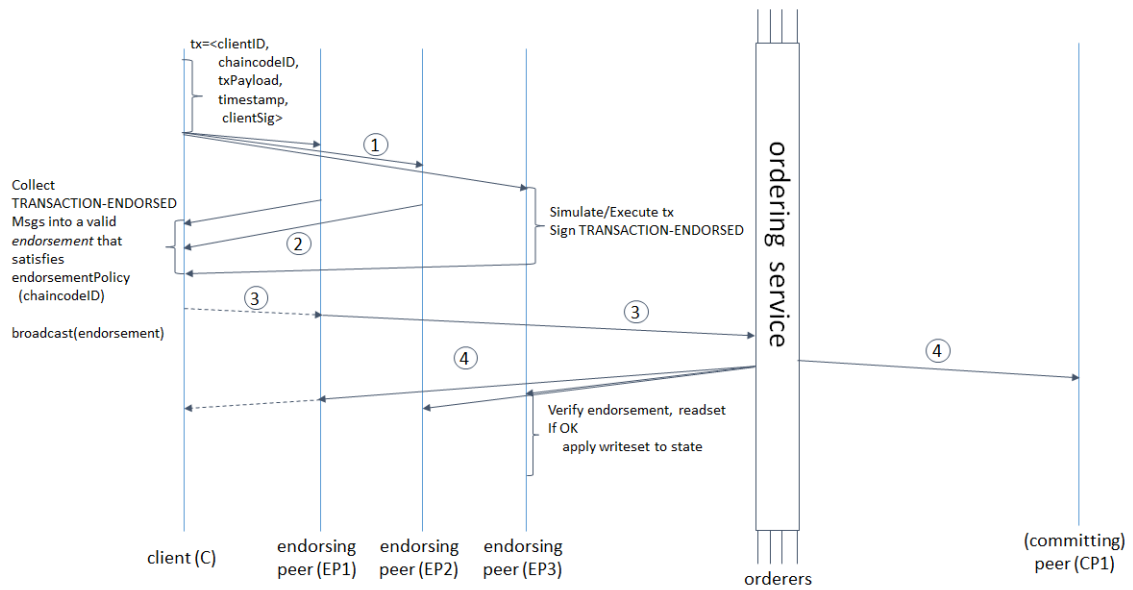 tx=<clientID,
chaincodeID,
txPayload,
timestamp,
clientSig>
1
Collect
TRANSACTION-ENDORSED
Msgs into a valid
endorsement that
satisfies
endorsementPolicy
(chaincodeID)
broadcast(endorsement)
2
Simulate/Execute tx
Sign TRANSACTION-ENDORSED
3
3
4
4
Verify endorsement, readset
If OK
apply writeset to state
ordering service
client (C)
endorsing
peer (EP1)
endorsing
peer (EP2)
endorsing
peer (EP3)
orderers
(committing)
peer (CP1)